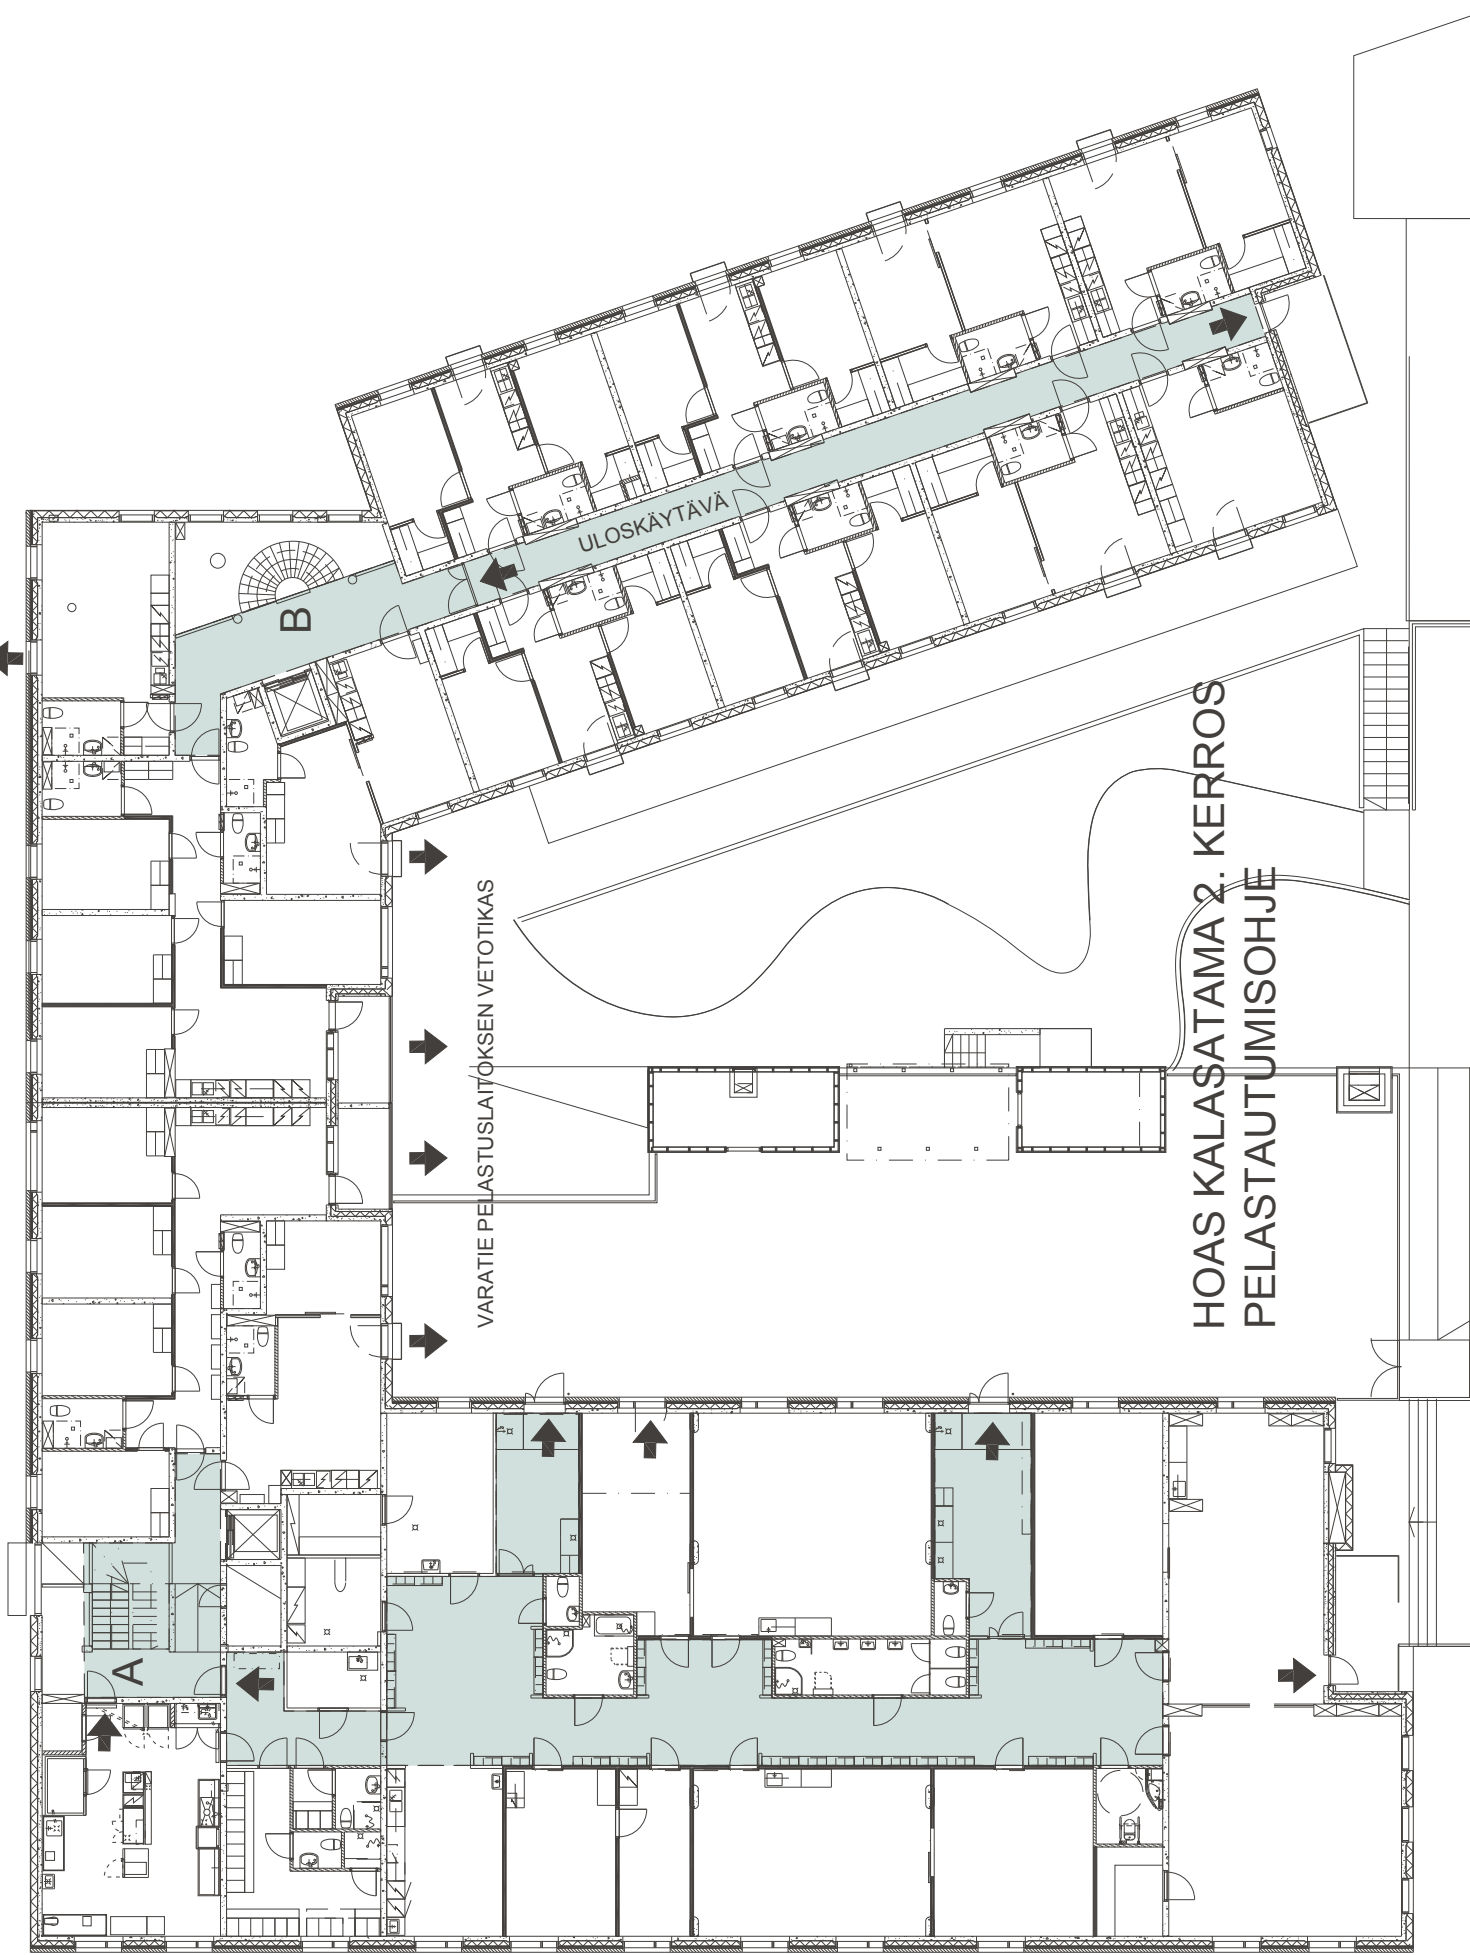 HOAS KALASATAMA 2. KERROS
PELASTAUTUMISOHJE
VARATIE PELASTUSLAITOKSEN VETOTIKAS
ULOSKÄYTÄVÄ
B
A